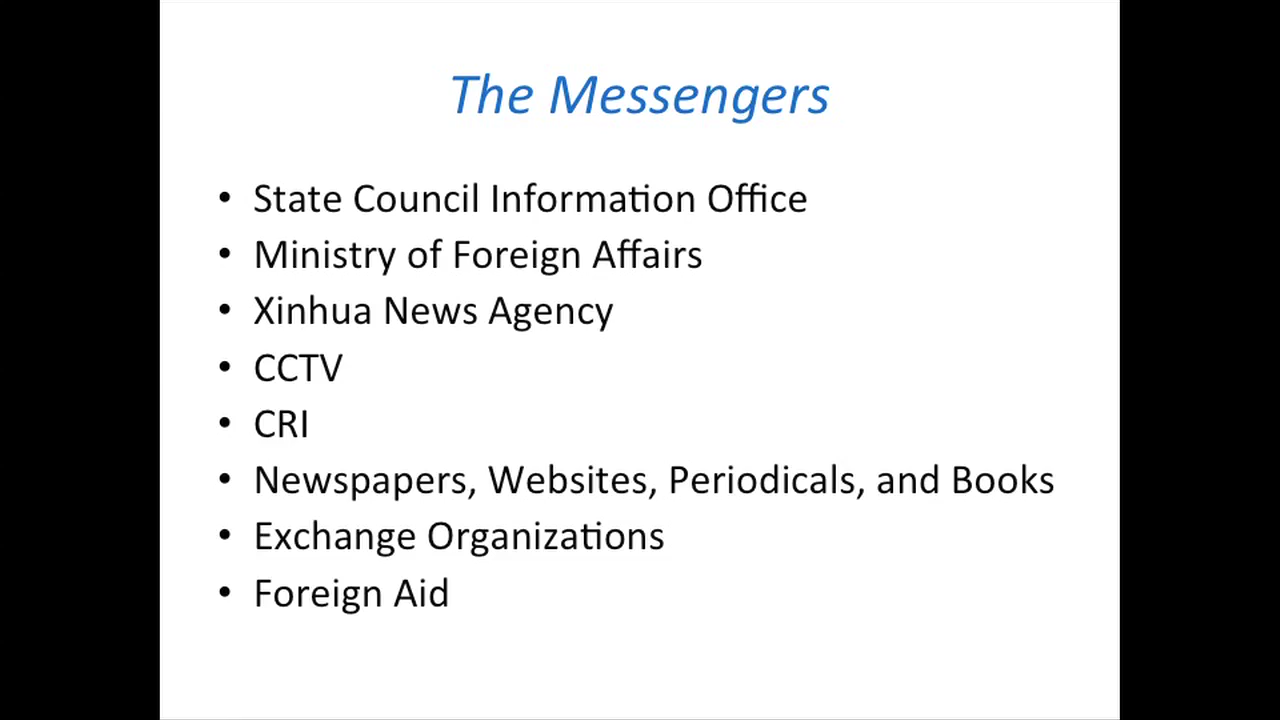 The Messengers
• State Council Information Office
• Ministry of Foreign Affairs
• Xinhua News Agency
• CCTV
• CRI
• Newspapers, Websites, Periodicals, and Books
• Exchange Organizations
• Foreign Aid